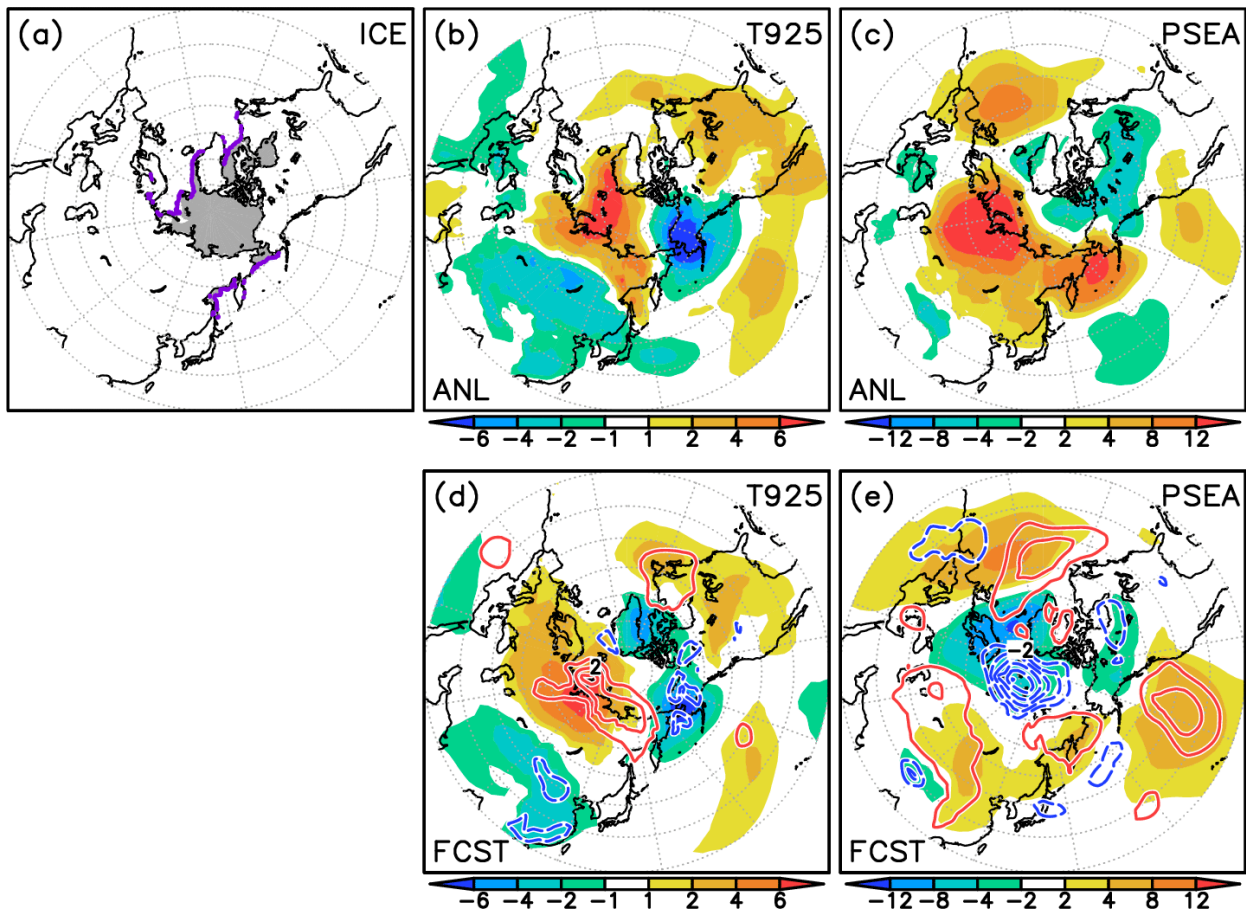 (a) ICE
(b) T925
ANL
−6 −4 −2 −1 1 2 4 6
(c) PSEA
ANL
−12 −8 −4 −2 2 4 8 12
(d) T925
2
FCST
−6 −4 −2 −1 1 2 4 6
(e) PSEA
−2
FCST
−12 −8 −4 −2 2 4 8 12